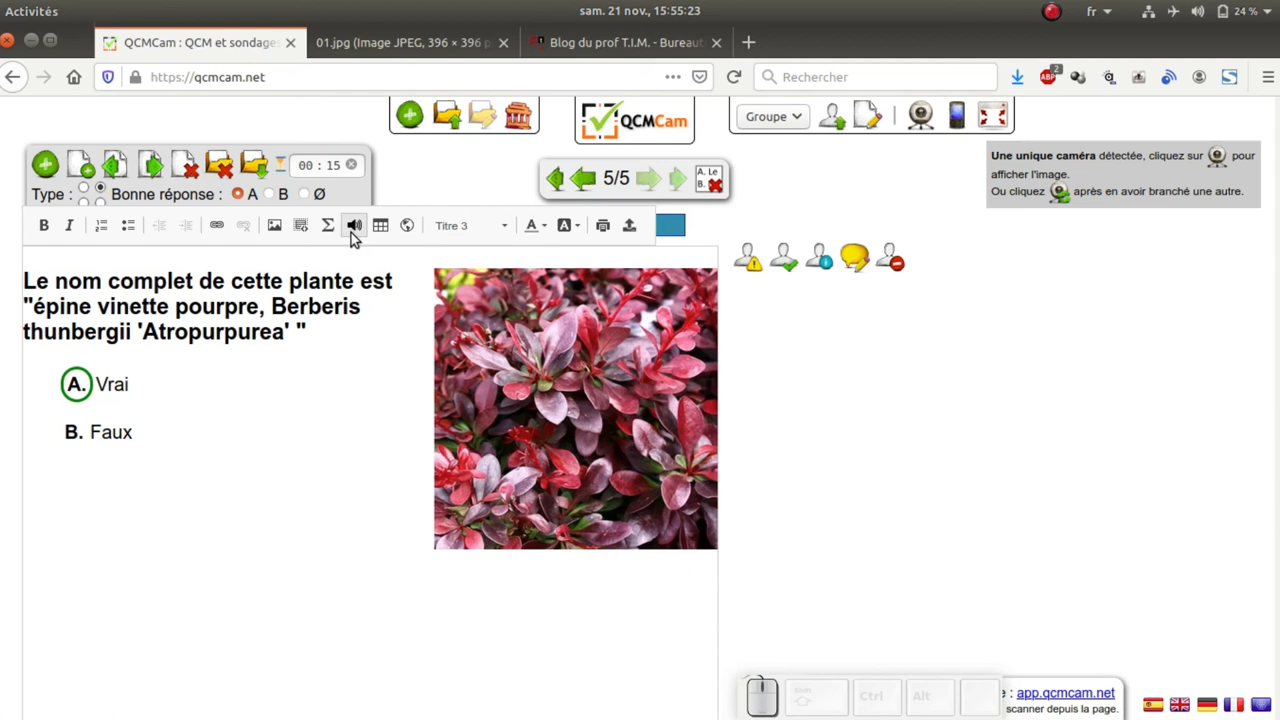 Activités
sam. 21 nov., 15:55:23
fr
24 %
QCMCam : QCM et sondage
01.jpg (Image JPEG, 396 × 396 p
Blog du prof T.I.M. - Bureaut
https://qcmcam.net
Rechercher
2
QCMCam
Groupe
00 : 15
Type :
Bonne réponse :
A
B
Ø
5/5
A. Le
B.
Une unique caméra détectée, cliquez sur pour
afficher l'image.
Ou cliquez après en avoir branché une autre.
B I
Σ
Titre 3
A
A
Le nom complet de cette plante est
"épine vinette pourpre, Berberis
thunbergii 'Atropurpurea' "
A. Vrai
B. Faux
Ctrl
Alt
: app.qcmcam.net
scanner depuis la page.